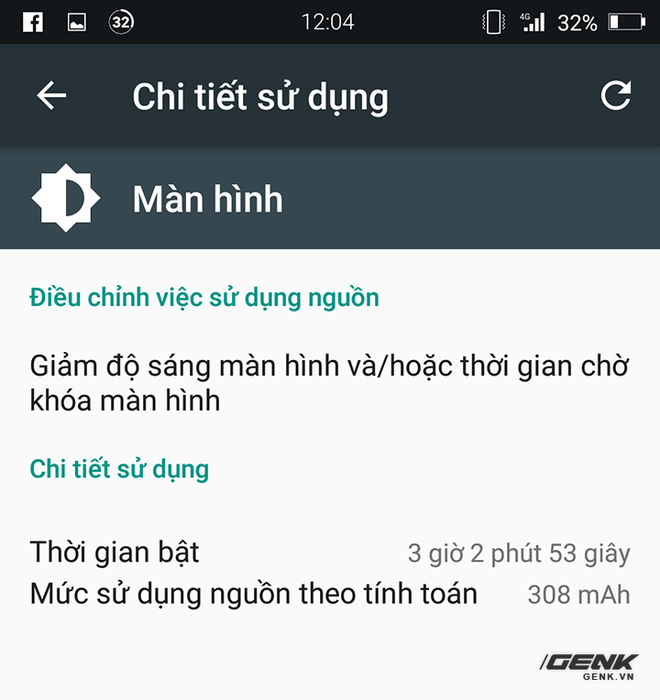 32 12:04 4G 32%
Chi tiết sử dụng
Màn hình
Điều chỉnh việc sử dụng nguồn
Giảm độ sáng màn hình và/hoặc thời gian chờ
khóa màn hình
Chi tiết sử dụng
Thời gian bật 3 giờ 2 phút 53 giây
Mức sử dụng nguồn theo tính toán 308 mAh
GENK
GENK.VN